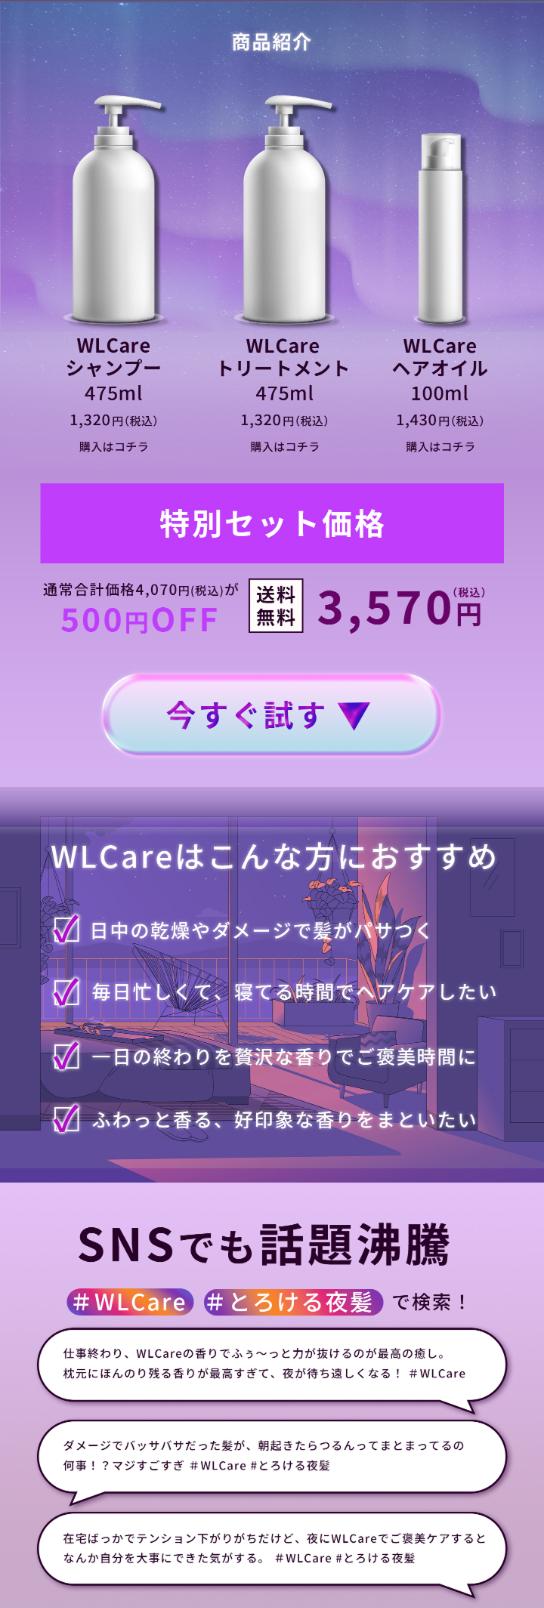 商品紹介
WLCare
シャンプー
475ml
1,320円(税込)
購入はコチラ
WLCare
トリートメント
475ml
1,320円(税込)
購入はコチラ
WLCare
ヘアオイル
100ml
1,430円(税込)
購入はコチラ
特別セット価格
通常合計価格4,070円(税込)が
500円OFF
送料
無料
3,570円(税込)
今すぐ試す▼
WLCareはこんな方におすすめ
日中の乾燥やダメージで髪がパサつく
毎日忙しくて、寝てる時間でヘアケアしたい
一日の終わりを贅沢な香りでご褒美時間に
ふわっと香る、好印象な香りをまといたい
SNSでも話題沸騰
#WLCare #とろける夜髪 で検索！
仕事終わり、WLCareの香りでふぅ〜っと力が抜けるのが最高の癒し。
枕元にほんのり残る香りが最高すぎて、夜が待ち遠しくなる！ #WLCare
ダメージでバッサバサだった髪が、朝起きたらつるんってまとまってるの
何事！？マジすごすぎ #WLCare #とろける夜髪
在宅ばっかでテンション下がりがちだけど、夜にWLCareでご褒美ケアすると
なんか自分を大事にできた気がする。 #WLCare #とろける夜髪